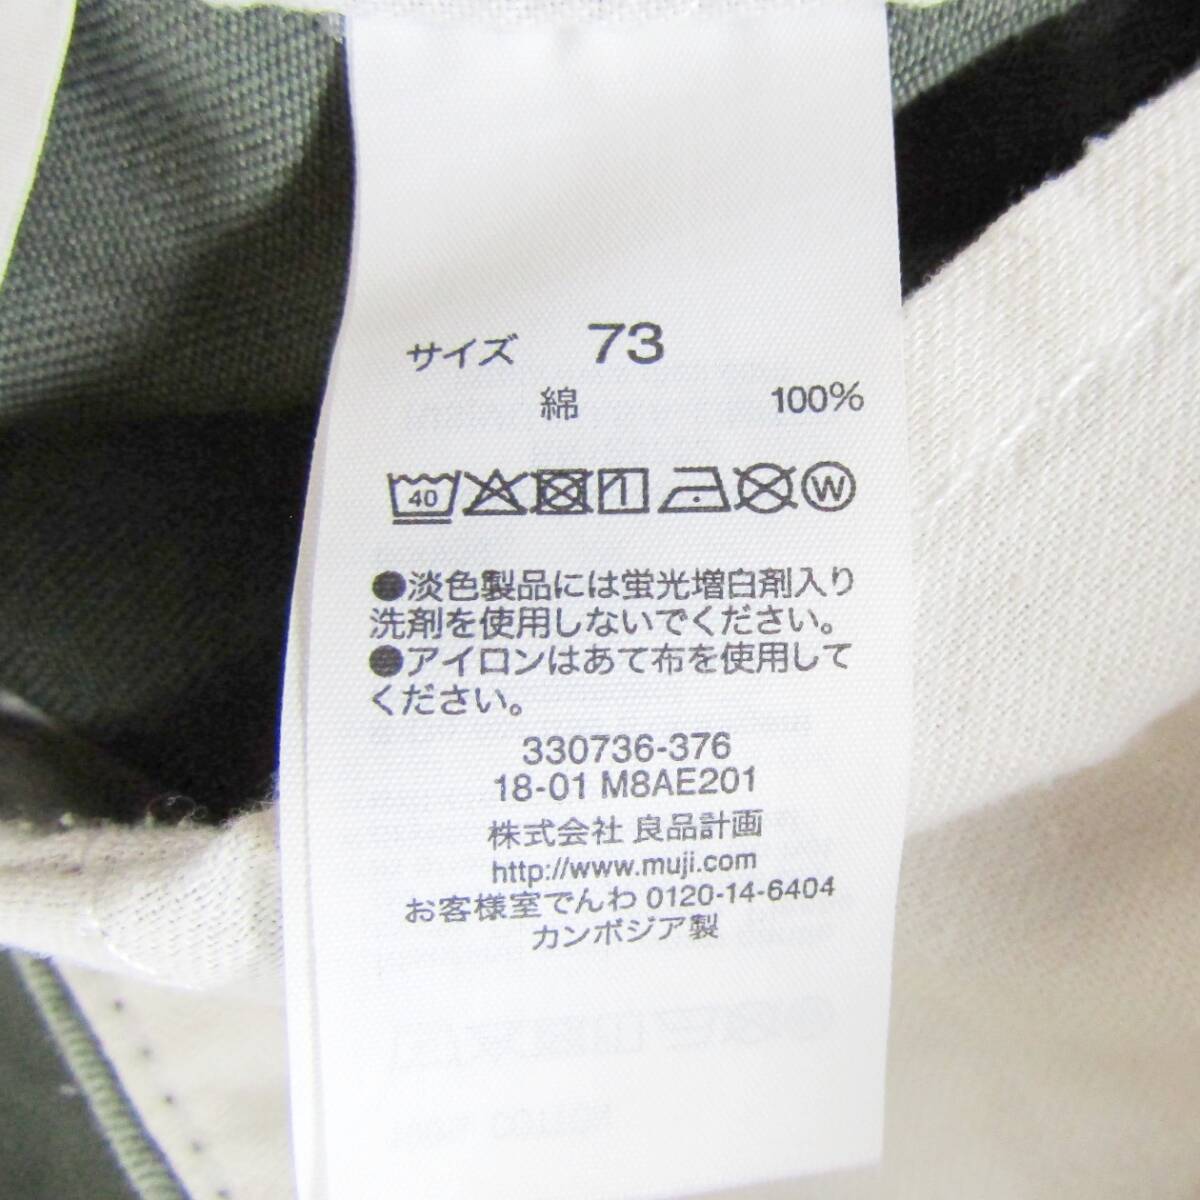 サイズ 73
綿 100%
40 W
●淡色製品には蛍光増白剤入り
洗剤を使用しないでください。
●アイロンはあて布を使用して
ください。
330736-376
18-01 M8AE201
株式会社 良品計画
http://www.muji.com
お客様室でんわ 0120-14-6404
カンボジア製